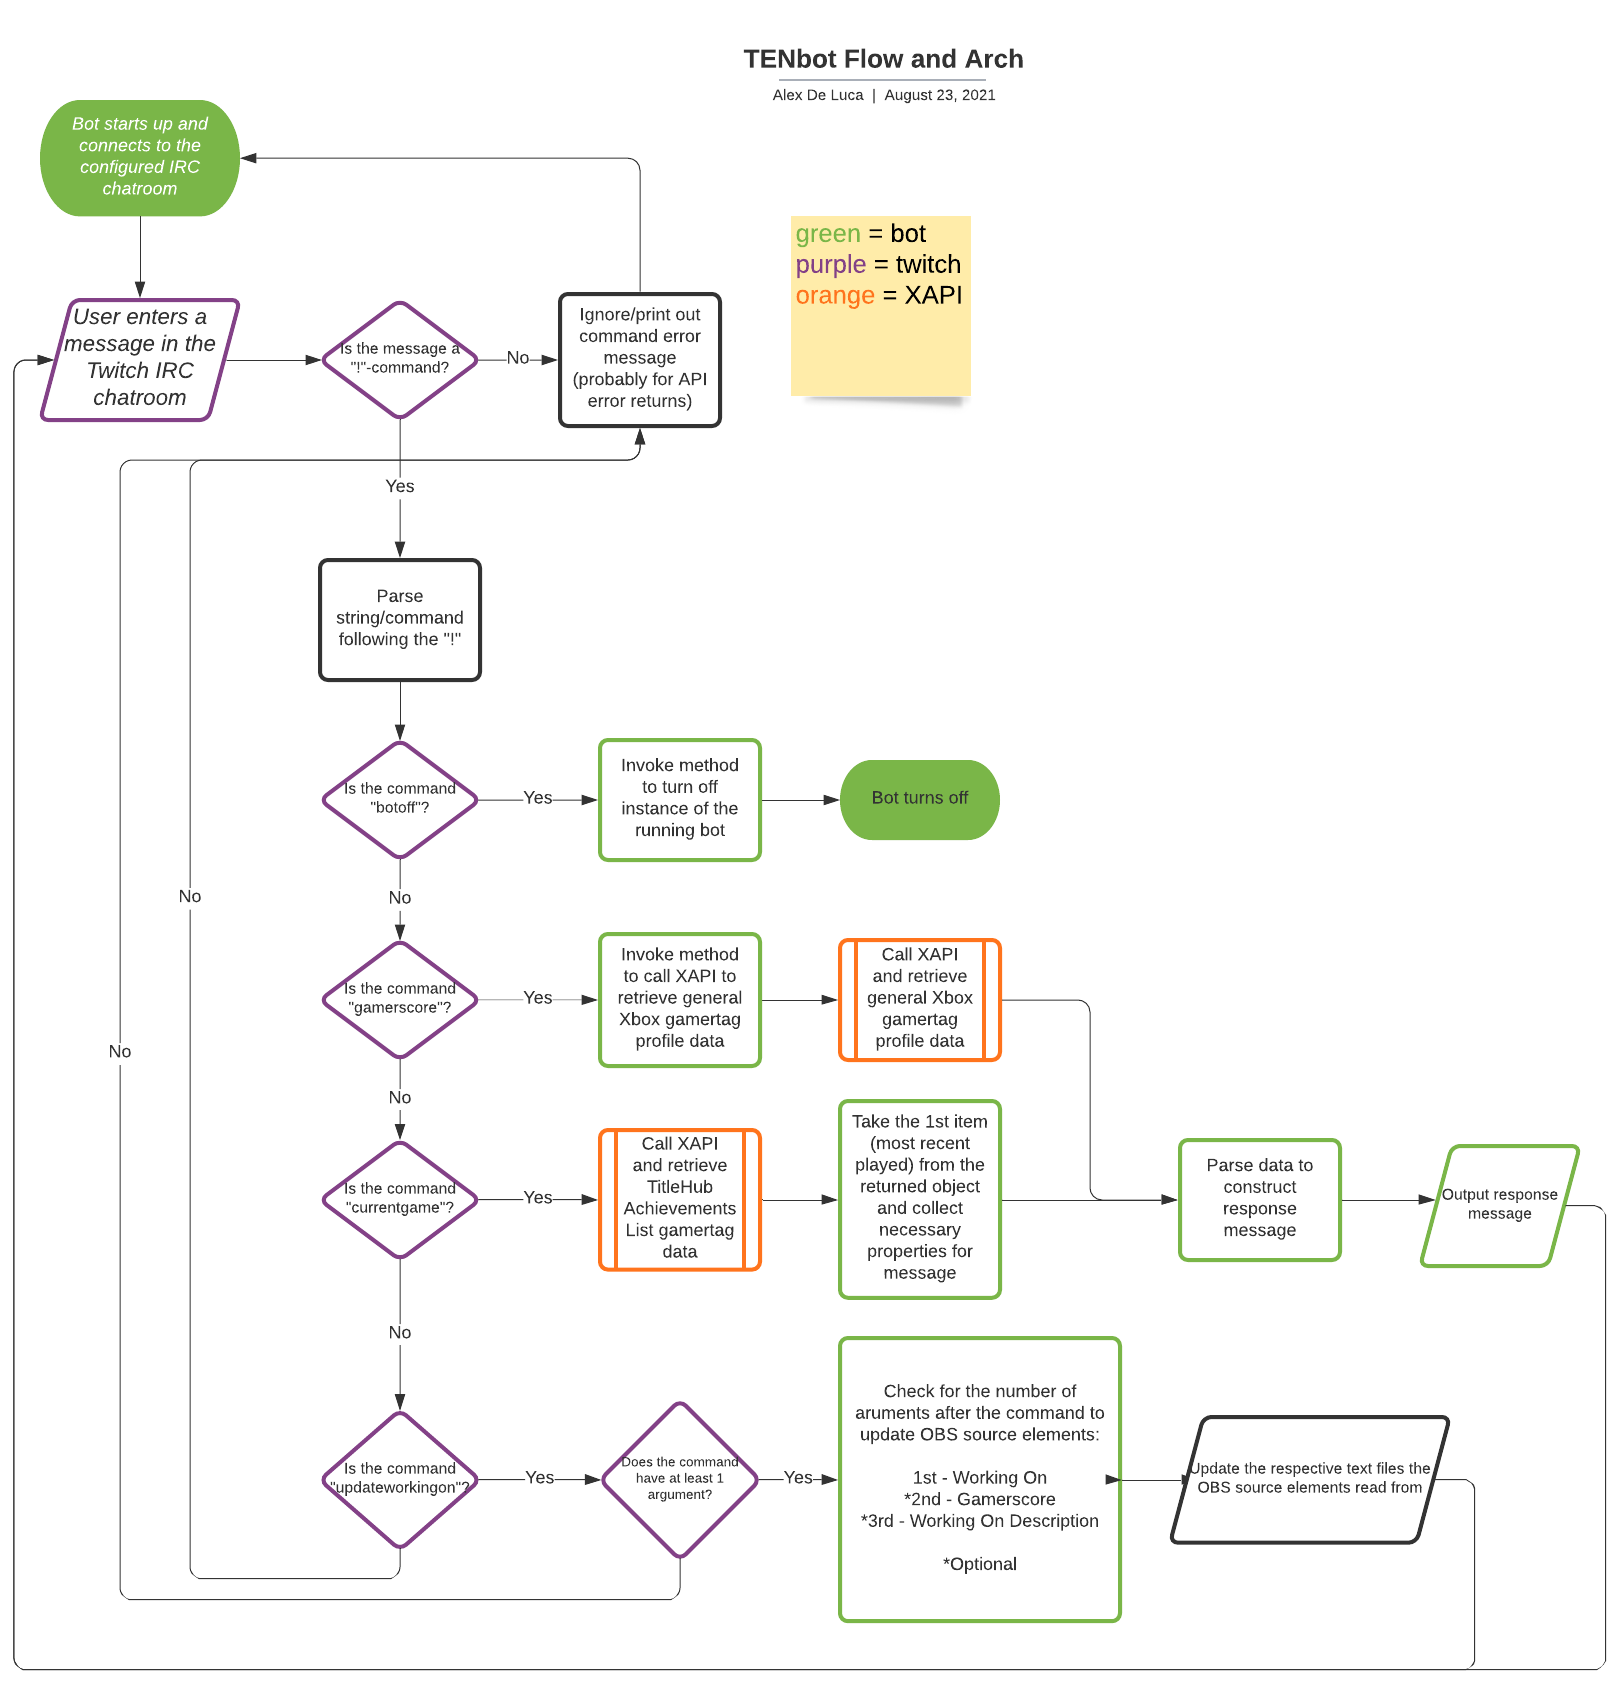 TENbot Flow and Arch
Alex De Luca | August 23, 2021
Bot starts up and
connects to the
configured IRC
chatroom
green = bot
purple = twitch
orange = XAPI
User enters a
message in the
Twitch IRC
chatroom
Is the message a
"!"-command?
No
Ignore/print out
command error
message
(probably for API
error returns)
Yes
Parse
string/command
following the "!"
Is the command
"botoff"?
Yes
Invoke method
to turn off
instance of the
running bot
Bot turns off
No
No
Is the command
"gamerscore"?
Yes
Invoke method
to call XAPI to
retrieve general
Xbox gamertag
profile data
Call XAPI
and retrieve
general Xbox
gamertag
profile data
No
No
Is the command
"currentgame"?
Yes
Call XAPI
and retrieve
TitleHub
Achievements
List gamertag
data
Take the 1st item
(most recent
played) from the
returned object
and collect
necessary
properties for
message
Parse data to
construct
response
message
Output response
message
No
Is the command
"updateworkingon"?
Yes
Does the command
have at least 1
argument?
Yes
Check for the number of
aruments after the command to
update OBS source elements:
1st - Working On
*2nd - Gamerscore
*3rd - Working On Description
*Optional
Update the respective text files the
OBS source elements read from